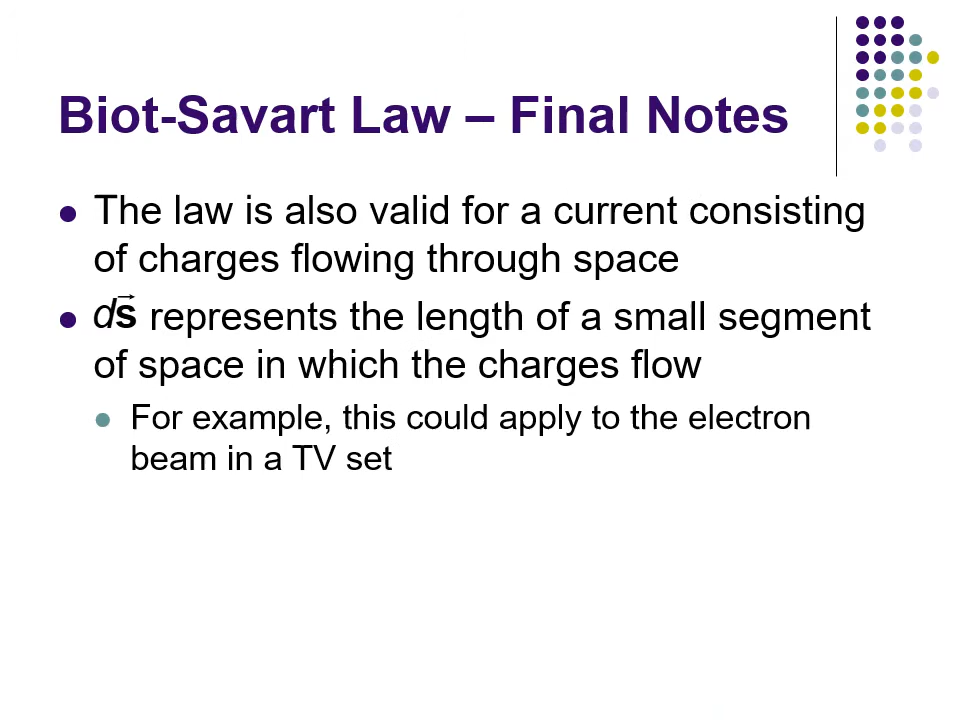 Biot-Savart Law – Final Notes
● The law is also valid for a current consisting
of charges flowing through space
● ds⃗ represents the length of a small segment
of space in which the charges flow
● For example, this could apply to the electron
beam in a TV set